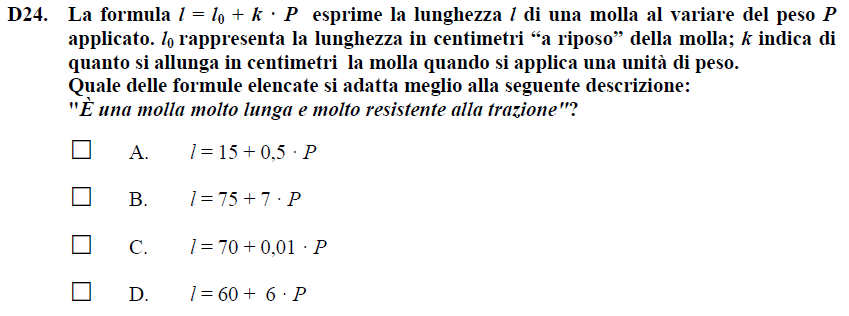 D24. La formula l = l₀ + k · P esprime la lunghezza l di una molla al variare del peso P
applicato. l₀ rappresenta la lunghezza in centimetri “a riposo” della molla; k indica di
quanto si allunga in centimetri la molla quando si applica una unità di peso.
Quale delle formule elencate si adatta meglio alla seguente descrizione:
"È una molla molto lunga e molto resistente alla trazione"?
A. l = 15 + 0,5 · P
B. l = 75 + 7 · P
C. l = 70 + 0,01 · P
D. l = 60 + 6 · P